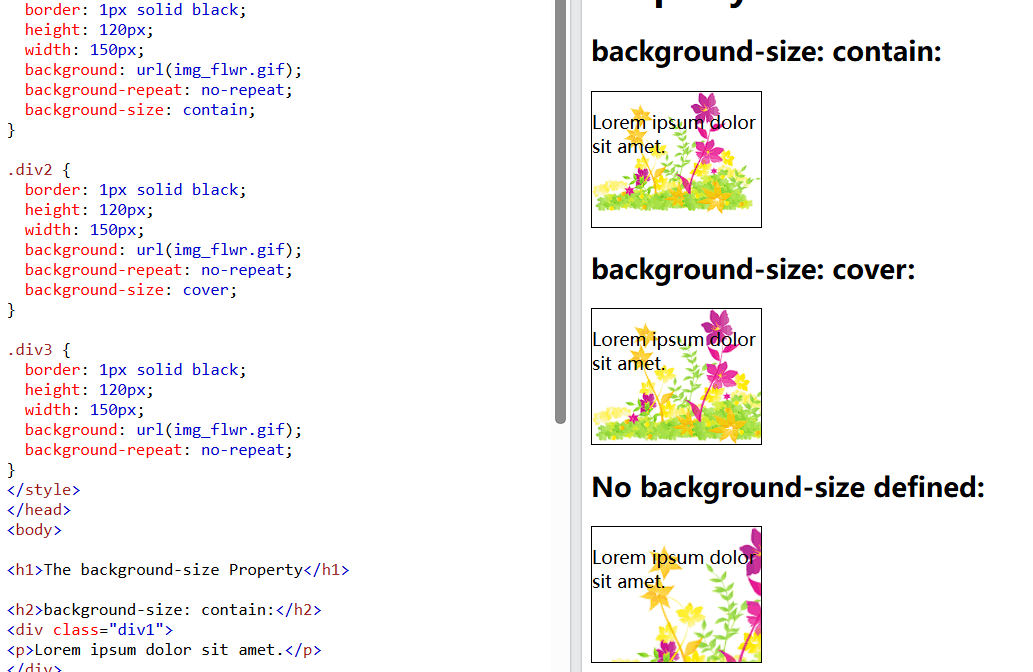 border: 1px solid black;
height: 120px;
width: 150px;
background: url(img_flwr.gif);
background-repeat: no-repeat;
background-size: contain;
}
.div2 {
border: 1px solid black;
height: 120px;
width: 150px;
background: url(img_flwr.gif);
background-repeat: no-repeat;
background-size: cover;
}
.div3 {
border: 1px solid black;
height: 120px;
width: 150px;
background: url(img_flwr.gif);
background-repeat: no-repeat;
}
</style>
</head>
<body>
<h1>The background-size Property</h1>
<h2>background-size: contain:</h2>
<div class="div1">
<p>Lorem ipsum dolor sit amet.</p>
</div>
background-size: contain:
Lorem ipsum dolor
sit amet.
background-size: cover:
Lorem ipsum dolor
sit amet.
No background-size defined:
Lorem ipsum dolor
sit amet.